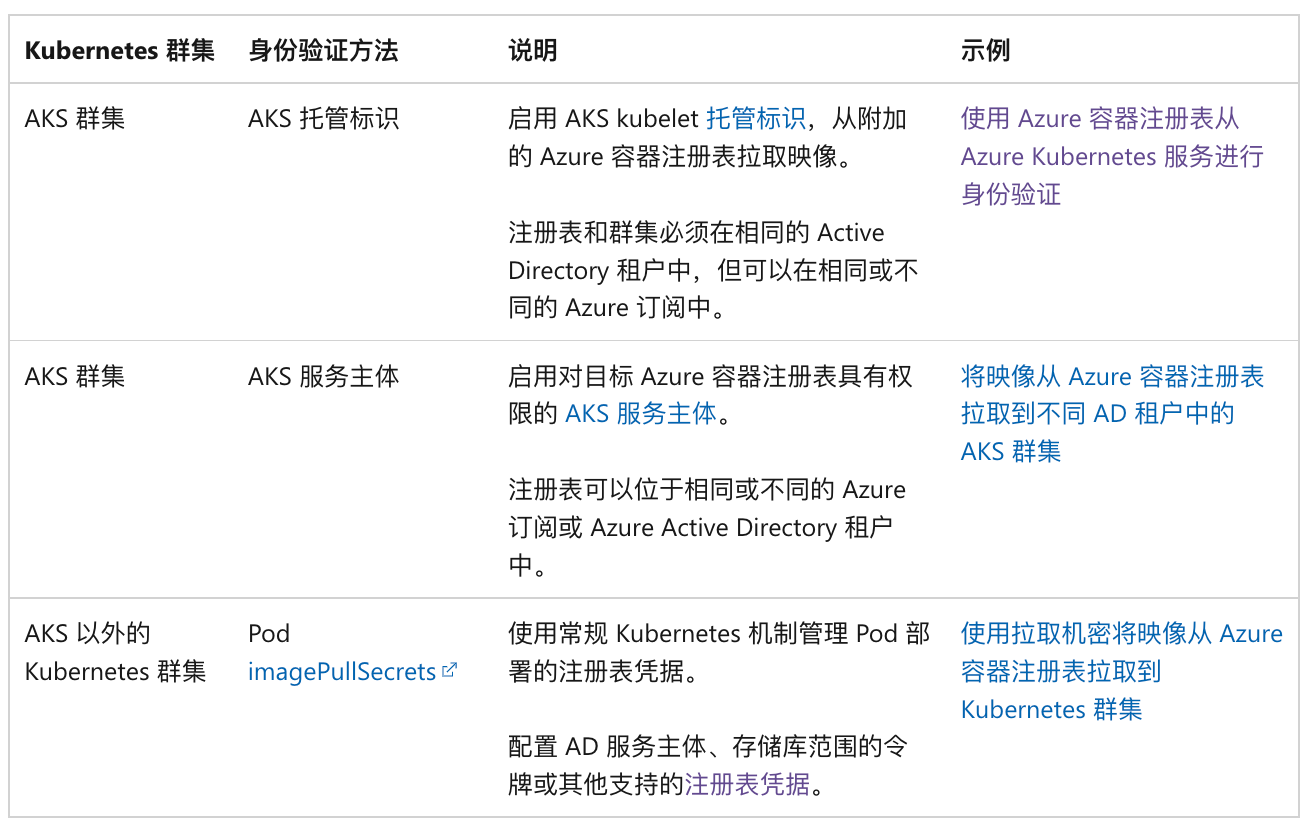 Kubernetes 群集 身份验证方法 说明 示例
AKS 群集 AKS 托管标识 启用 AKS kubelet 托管标识，从附加 使用 Azure 容器注册表从
的 Azure 容器注册表拉取映像。 Azure Kubernetes 服务进行
身份验证
注册表和群集必须在相同的 Active
Directory 租户中，但可以在相同或不
同的 Azure 订阅中。
AKS 群集 AKS 服务主体 启用对目标 Azure 容器注册表具有权 将映像从 Azure 容器注册表
限的 AKS 服务主体。 拉取到不同 AD 租户中的
AKS 群集
注册表可以位于相同或不同的 Azure
订阅或 Azure Active Directory 租户
中。
AKS 以外的 Pod 使用常规 Kubernetes 机制管理 Pod 部 使用拉取机密将映像从 Azure
Kubernetes 群集 imagePullSecrets 署的注册表凭据。 容器注册表拉取到
Kubernetes 群集
配置 AD 服务主体、存储库范围的令
牌或其他支持的注册表凭据。